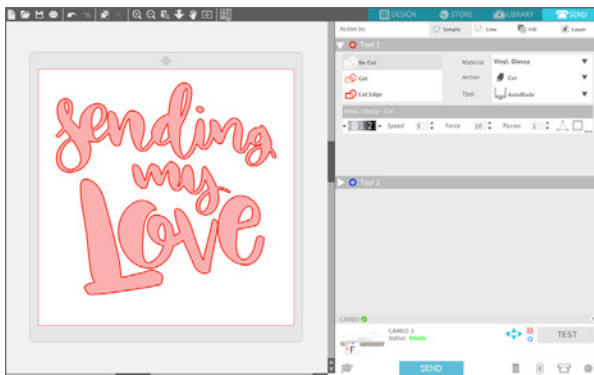 DESIGN STORE LIBRARY SEND
Action by: Simple Line Fill Layer
Tool 1
No Cut Material Vinyl, Glossy
Cut Action Cut
Cut Edge Tool AutoBlade
Vinyl, Glossy - Cut
2 Speed 5 Force 10 Passes 1
Tool 2
sending
my
Love
CAMEO
CAMEO 3
Status: Ready
F
TEST
SEND